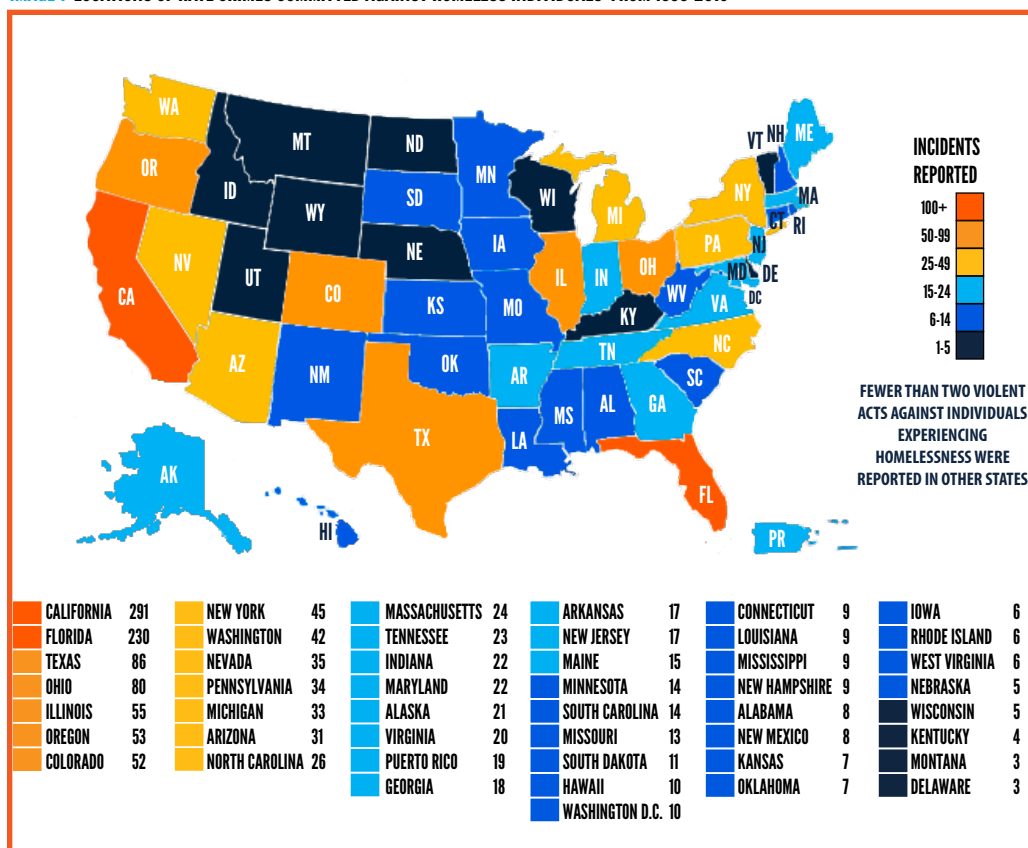 LOCATIONS OF HATE CRIMES COMMITTED AGAINST HOMELESS INDIVIDUALS FROM
WA
MT
ND
MN
VT
NH
ME
OR
ID
SD
WI
NY
MA
WY
MI
CT
RI
IA
PA
NJ
NE
NV
IL
IN
OH
MD
DE
UT
CO
WV
VA
DC
CA
KS
MO
KY
NC
TN
AZ
NM
OK
AR
SC
MS
AL
GA
TX
LA
AK
FL
HI
PR
INCIDENTS
REPORTED
100+
50-99
25-49
15-24
6-14
1-5
FEWER THAN TWO VIOLENT
ACTS AGAINST INDIVIDUALS
EXPERIENCING
HOMELESSNESS WERE
REPORTED IN OTHER STATES
CALIFORNIA 291
FLORIDA 230
TEXAS 86
OHIO 80
ILLINOIS 55
OREGON 53
COLORADO 52
NEW YORK 45
WASHINGTON 42
NEVADA 35
PENNSYLVANIA 34
MICHIGAN 33
ARIZONA 31
NORTH CAROLINA 26
MASSACHUSETTS 24
TENNESSEE 23
INDIANA 22
MARYLAND 22
ALASKA 21
VIRGINIA 20
PUERTO RICO 19
GEORGIA 18
ARKANSAS 17
NEW JERSEY 17
MAINE 15
MINNESOTA 14
SOUTH CAROLINA 14
MISSOURI 13
SOUTH DAKOTA 11
HAWAII 10
WASHINGTON D.C. 10
CONNECTICUT 9
LOUISIANA 9
MISSISSIPPI 9
NEW HAMPSHIRE 9
ALABAMA 8
NEW MEXICO 8
KANSAS 7
OKLAHOMA 7
IOWA 6
RHODE ISLAND 6
WEST VIRGINIA 6
NEBRASKA 5
WISCONSIN 5
KENTUCKY 4
MONTANA 3
DELAWARE 3